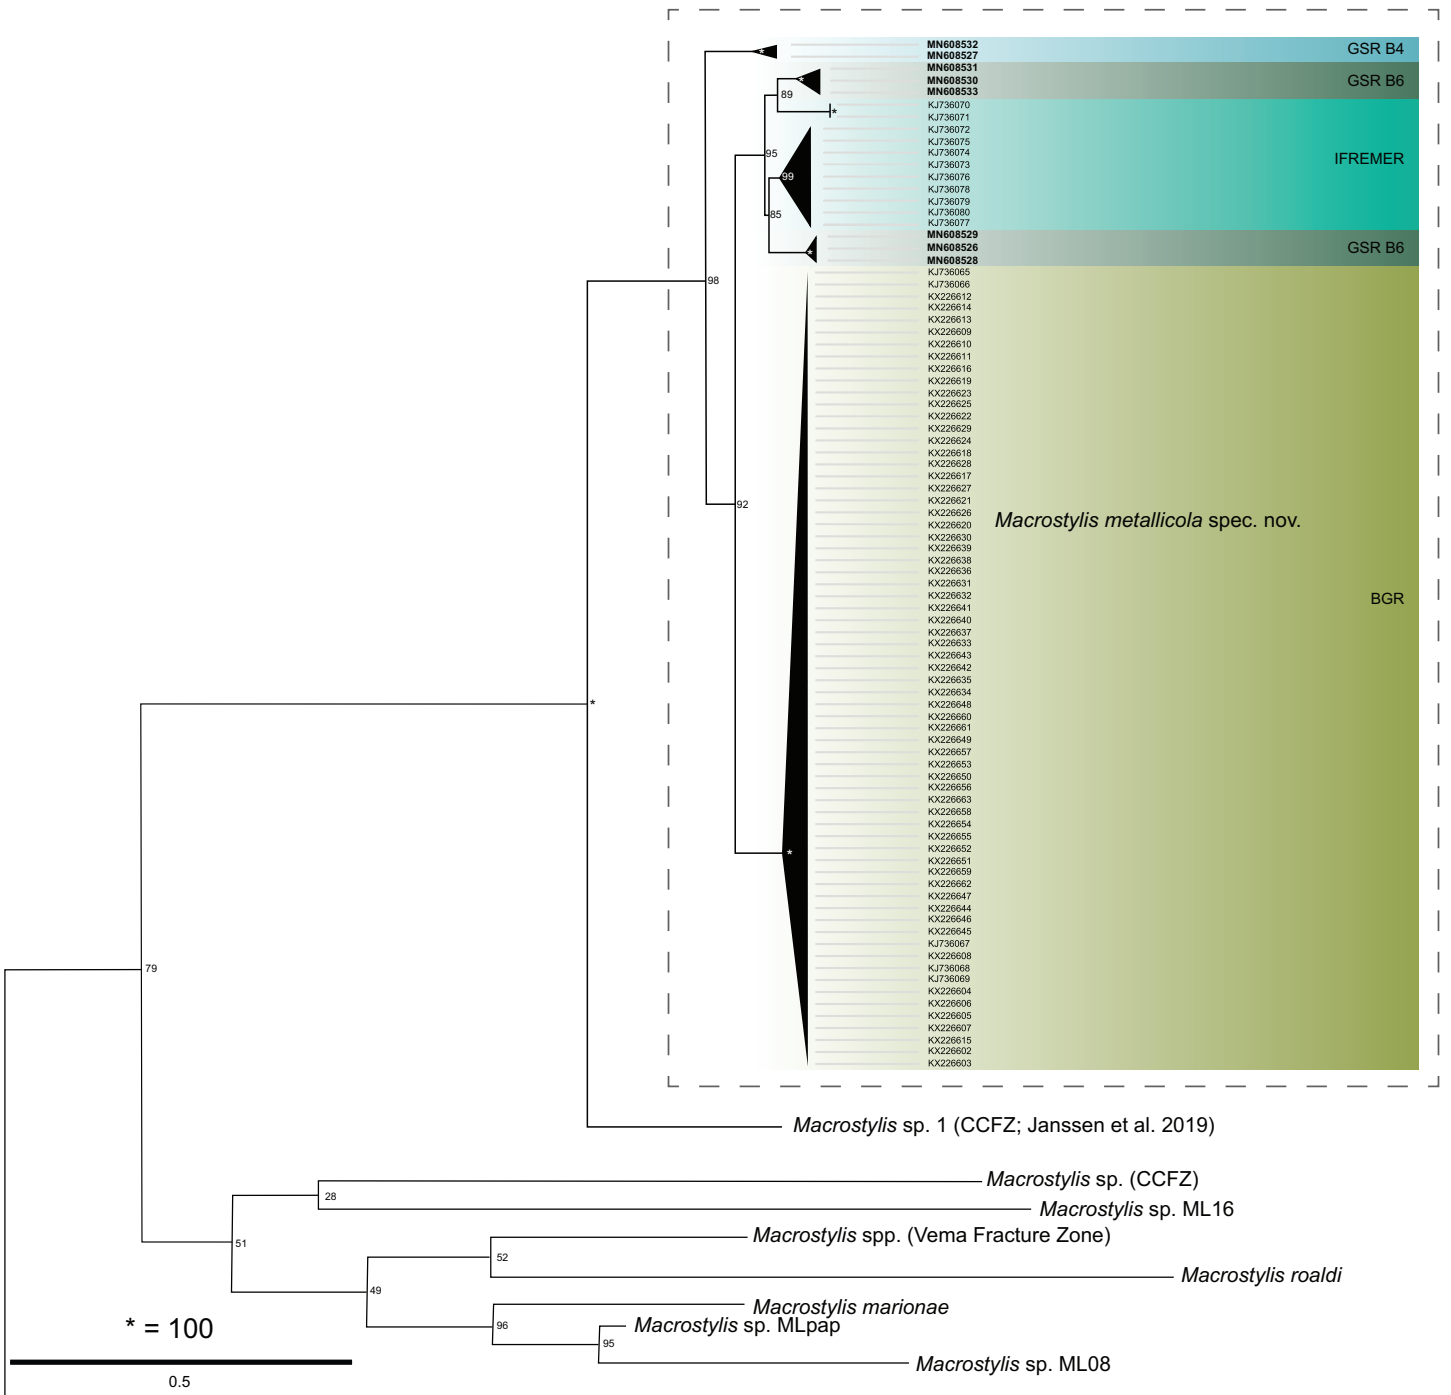 MN608532
GSR B4
MN608527
MN608531
MN608530
GSR B6
MN608533
89
KJ736070
KJ736071
KJ736072
KJ736075
95
KJ736074
IFREMER
KJ736073
99
KJ736076
KJ736078
KJ736079
85
KJ736080
KJ736077
MN608529
MN608526
GSR B6
MN608528
KJ736065
98
KJ736066
KX226612
KX226614
KX226613
KX226609
KX226610
KX226611
KX226616
KX226619
KX226623
KX226625
KX226622
KX226629
KX226624
KX226618
KX226628
KX226617
KX226627
KX226621
92
KX226626
Macrostylis metallicola spec. nov.
KX226620
KX226630
KX226639
KX226638
KX226636
KX226631
KX226632
BGR
KX226641
KX226640
KX226637
KX226633
KX226643
KX226642
KX226635
KX226634
KX226648
*
KX226660
KX226661
KX226649
KX226657
KX226653
KX226650
KX226656
KX226663
KX226658
KX226654
KX226655
KX226652
*
KX226651
KX226659
KX226662
KX226647
KX226644
KX226646
KX226645
KJ736067
KX226608
KJ736068
79
KJ736069
KX226604
KX226606
KX226605
KX226607
KX226615
KX226602
KX226603
Macrostylis sp. 1 (CCFZ; Janssen et al. 2019)
Macrostylis sp. (CCFZ)
28
Macrostylis sp. ML16
Macrostylis spp. (Vema Fracture Zone)
51
52
Macrostylis roaldi
49
Macrostylis marionae
96
Macrostylis sp. MLpap
* = 100
95
Macrostylis sp. ML08
0.5